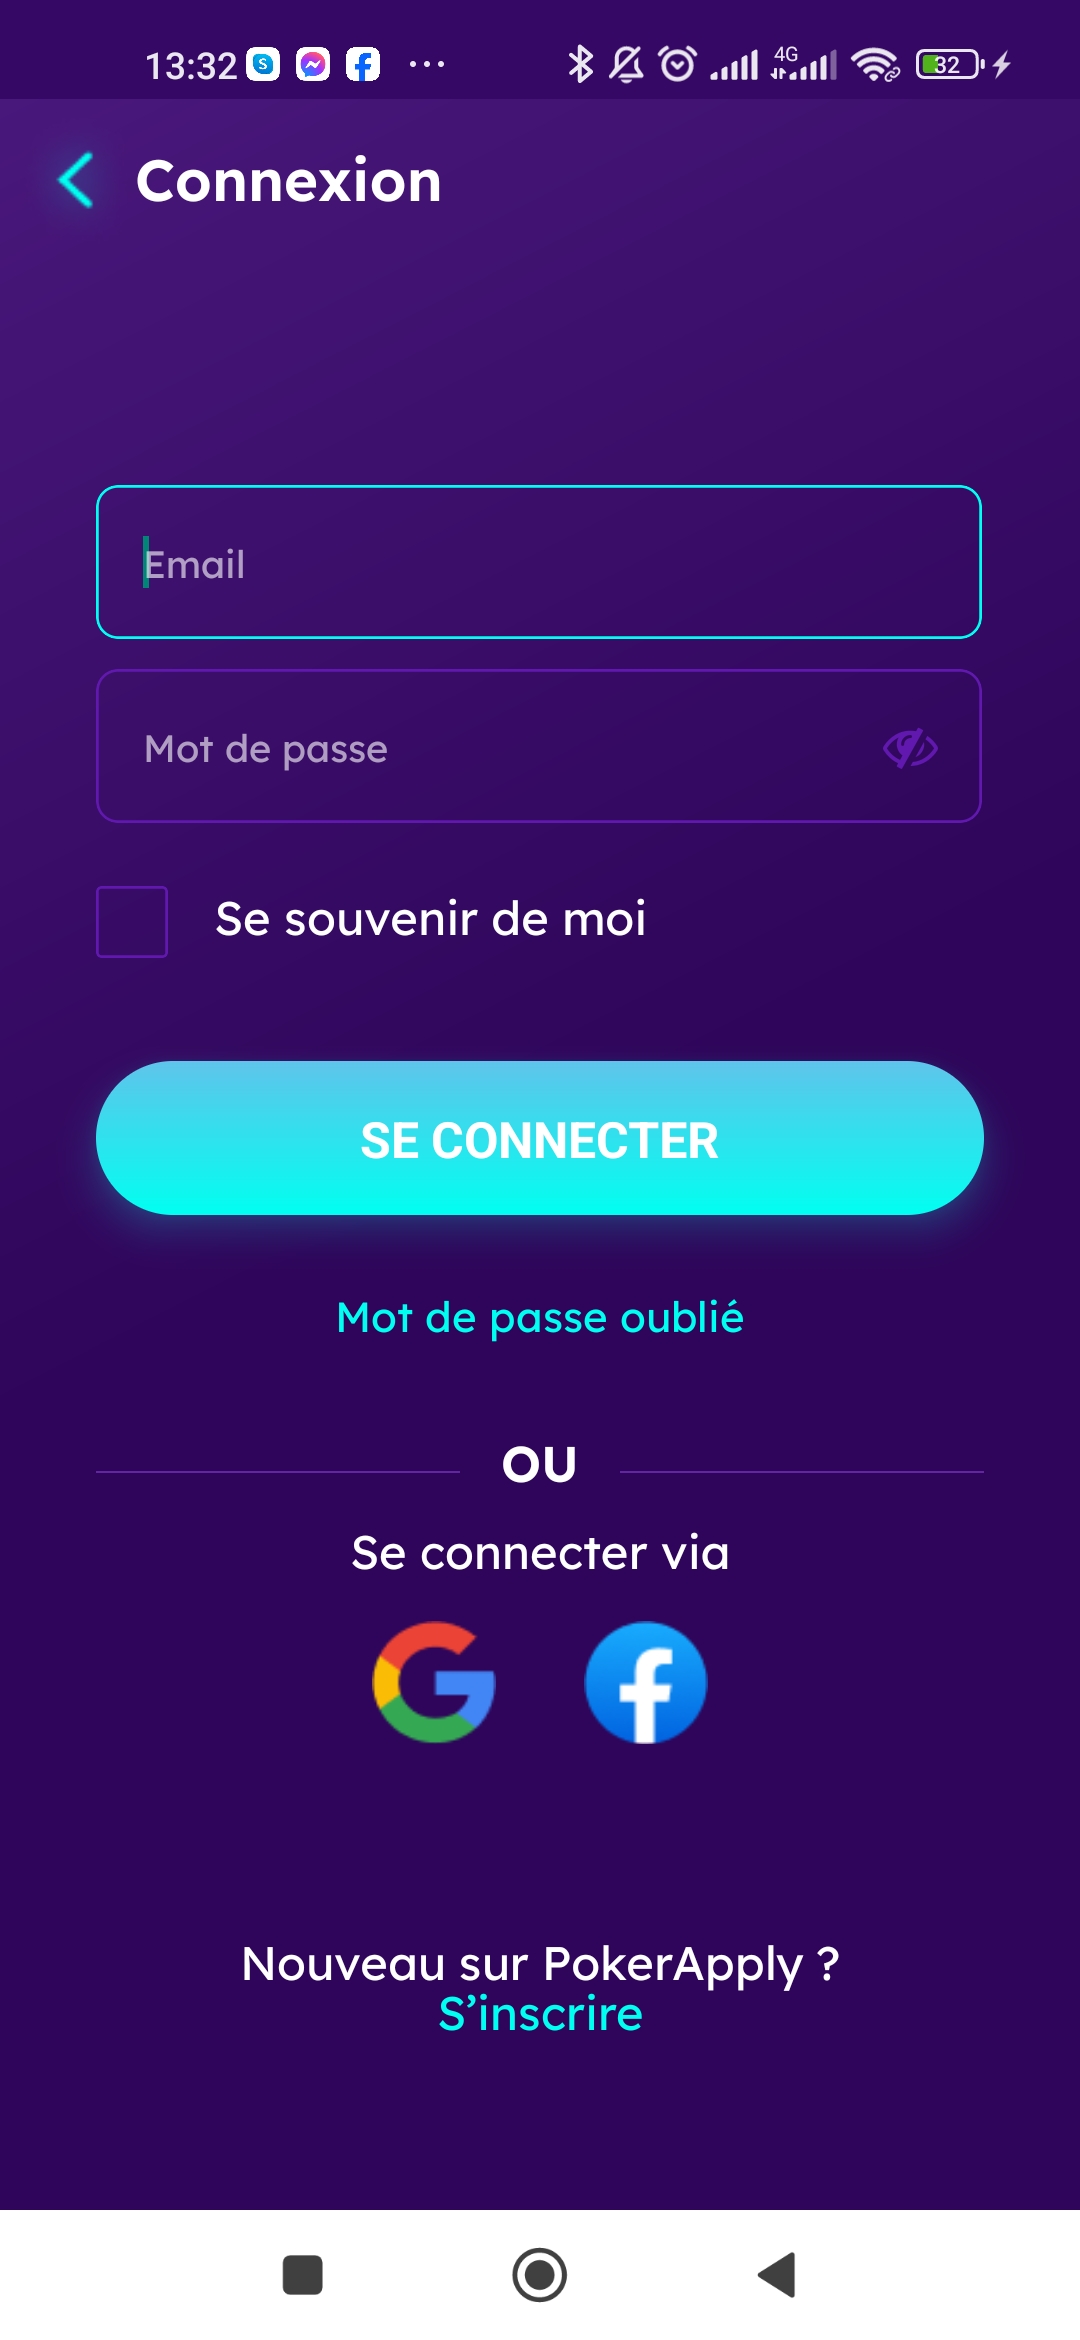 13:32
4G
32
Connexion
Email
Mot de passe
Se souvenir de moi
SE CONNECTER
Mot de passe oublié
OU
Se connecter via
Nouveau sur PokerApply ?
S’inscrire